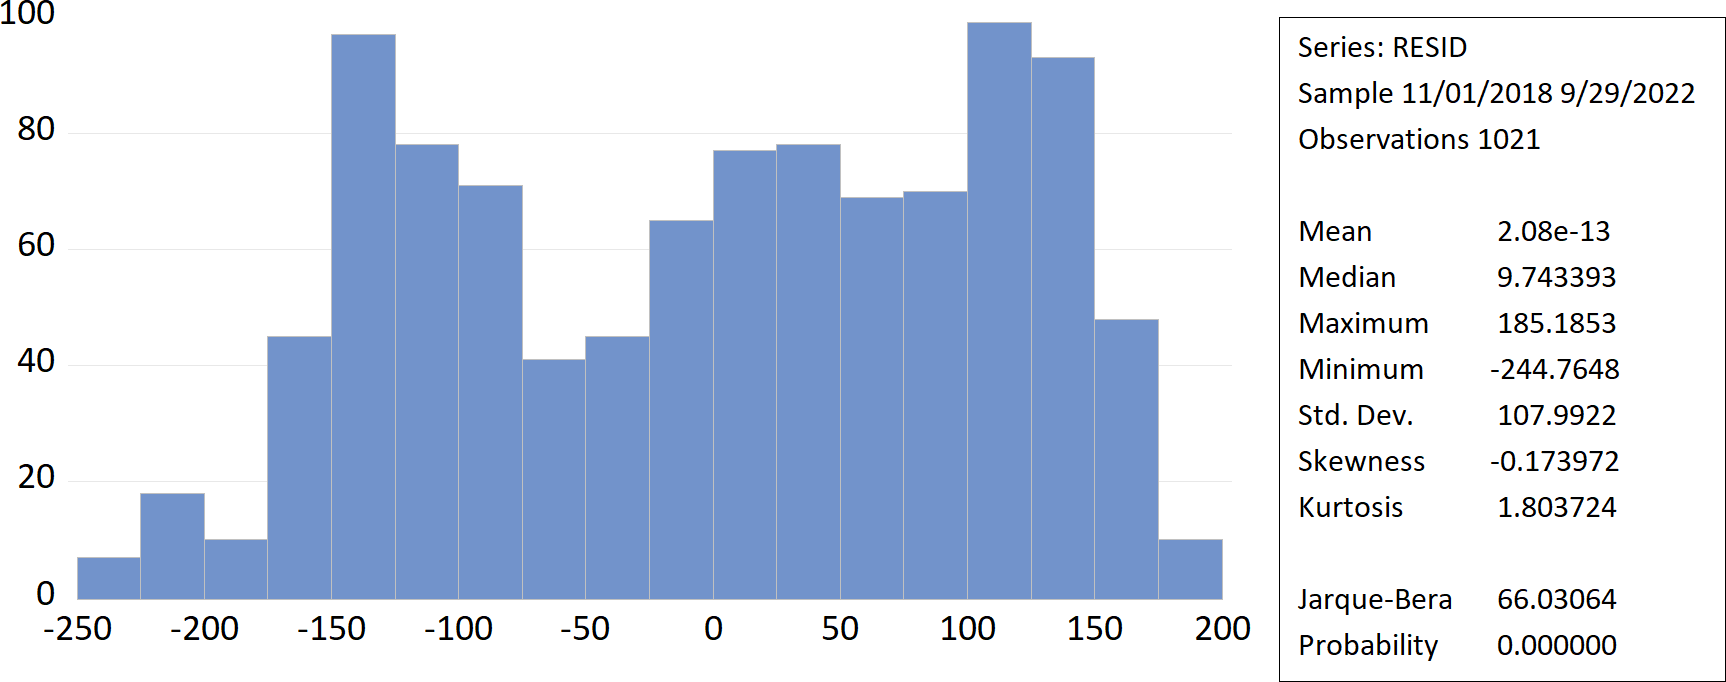 100
80
60
40
20
0
-250 -200 -150 -100 -50 0 50 100 150 200
Series: RESID
Sample 11/01/2018 9/29/2022
Observations 1021
Mean 2.08e-13
Median 9.743393
Maximum 185.1853
Minimum -244.7648
Std. Dev. 107.9922
Skewness -0.173972
Kurtosis 1.803724
Jarque-Bera 66.03064
Probability 0.000000